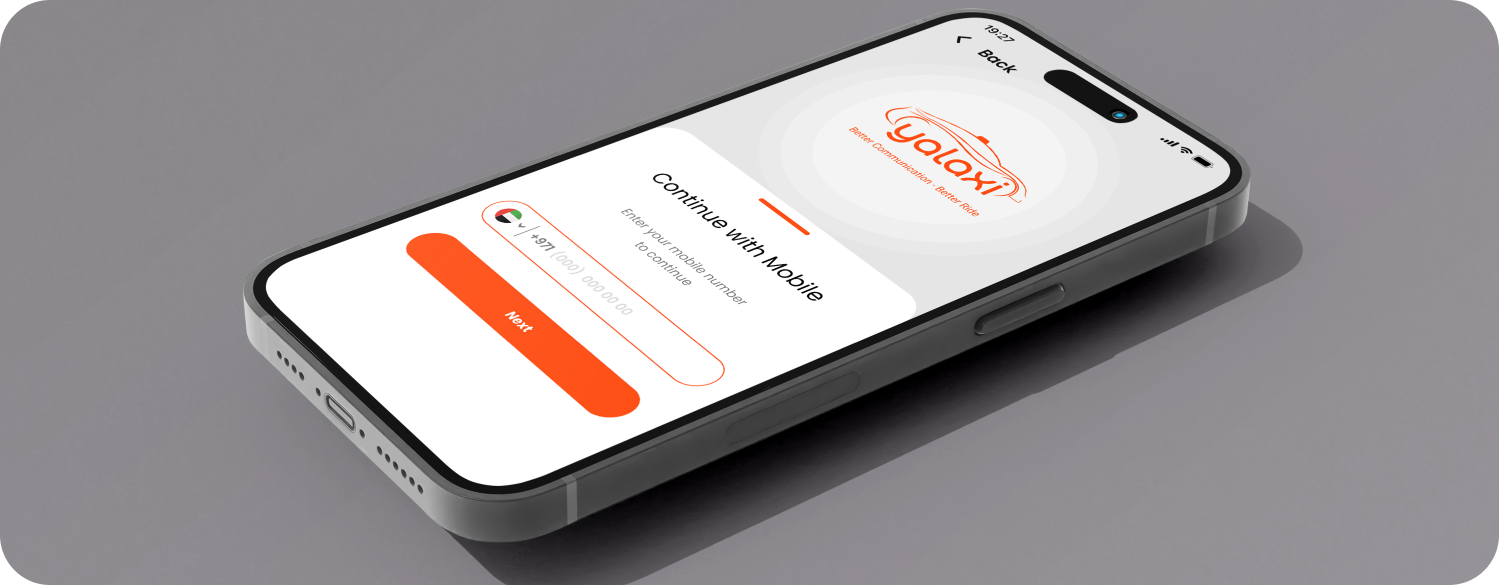 19:27
Back
yalaxi
Better Communication - Better Ride
Continue with Mobile
Enter your mobile number
to continue
+971 (000) 000 00 00
Next